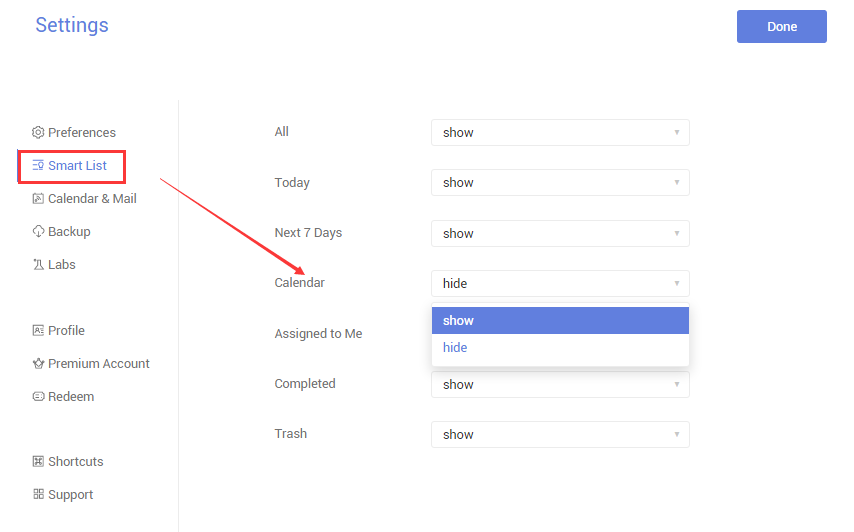 Settings
Done
Preferences
Smart List
Calendar & Mail
Backup
Labs
Profile
Premium Account
Redeem
Shortcuts
Support
All show
Today show
Next 7 Days show
Calendar hide
show
hide
Assigned to Me
Completed show
Trash show